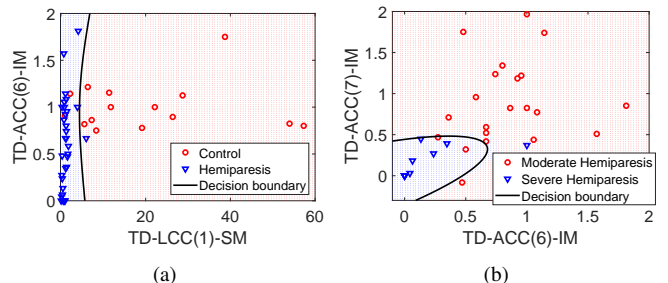 2
1.5
1
0.5
0
TD-ACC(6)-IM
0 20 40 60
TD-LCC(1)-SM
Control
Hemiparesis
Decision boundary
(a)
2
1.5
1
0.5
0
TD-ACC(7)-IM
0 0.5 1 1.5 2
TD-ACC(6)-IM
Moderate Hemiparesis
Severe Hemiparesis
Decision boundary
(b)